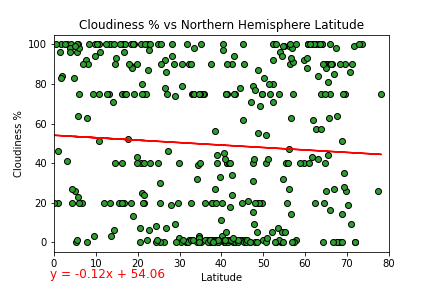 Cloudiness % vs Northern Hemisphere Latitude
100
80
60
40
20
0
Cloudiness %
0 10 20 30 40 50 60 70 80
Latitude
y = -0.12x + 54.06